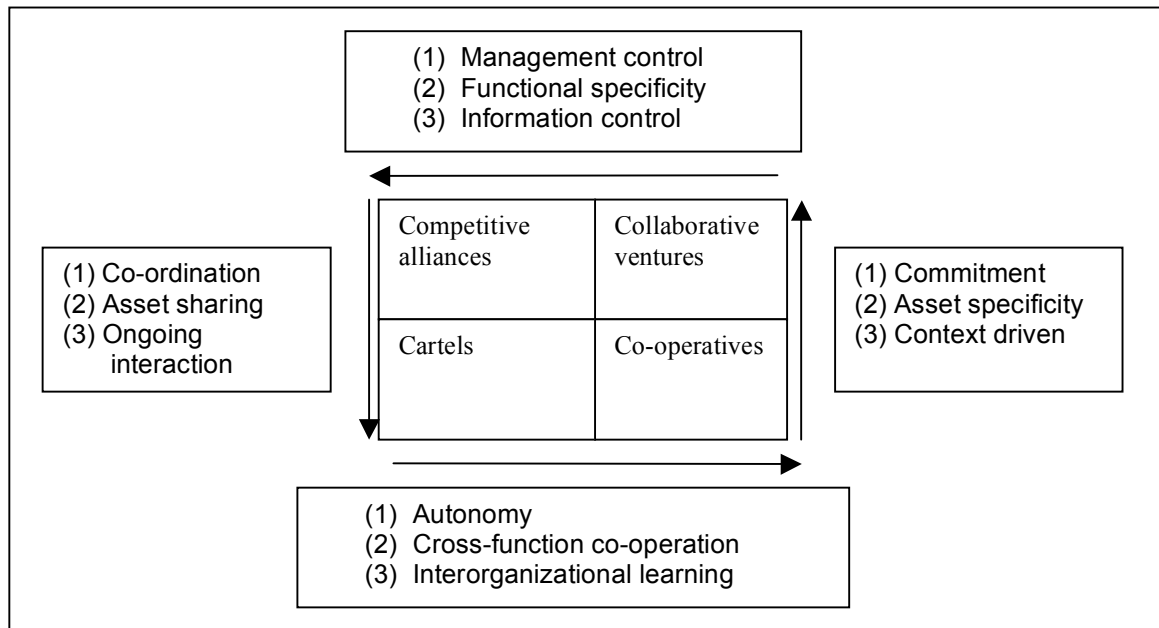 (1) Management control
(2) Functional specificity
(3) Information control
Competitive
alliances
Collaborative
ventures
(1) Co-ordination
(2) Asset sharing
(3) Ongoing
interaction
(1) Commitment
(2) Asset specificity
(3) Context driven
Cartels
Co-operatives
(1) Autonomy
(2) Cross-function co-operation
(3) Interorganizational learning